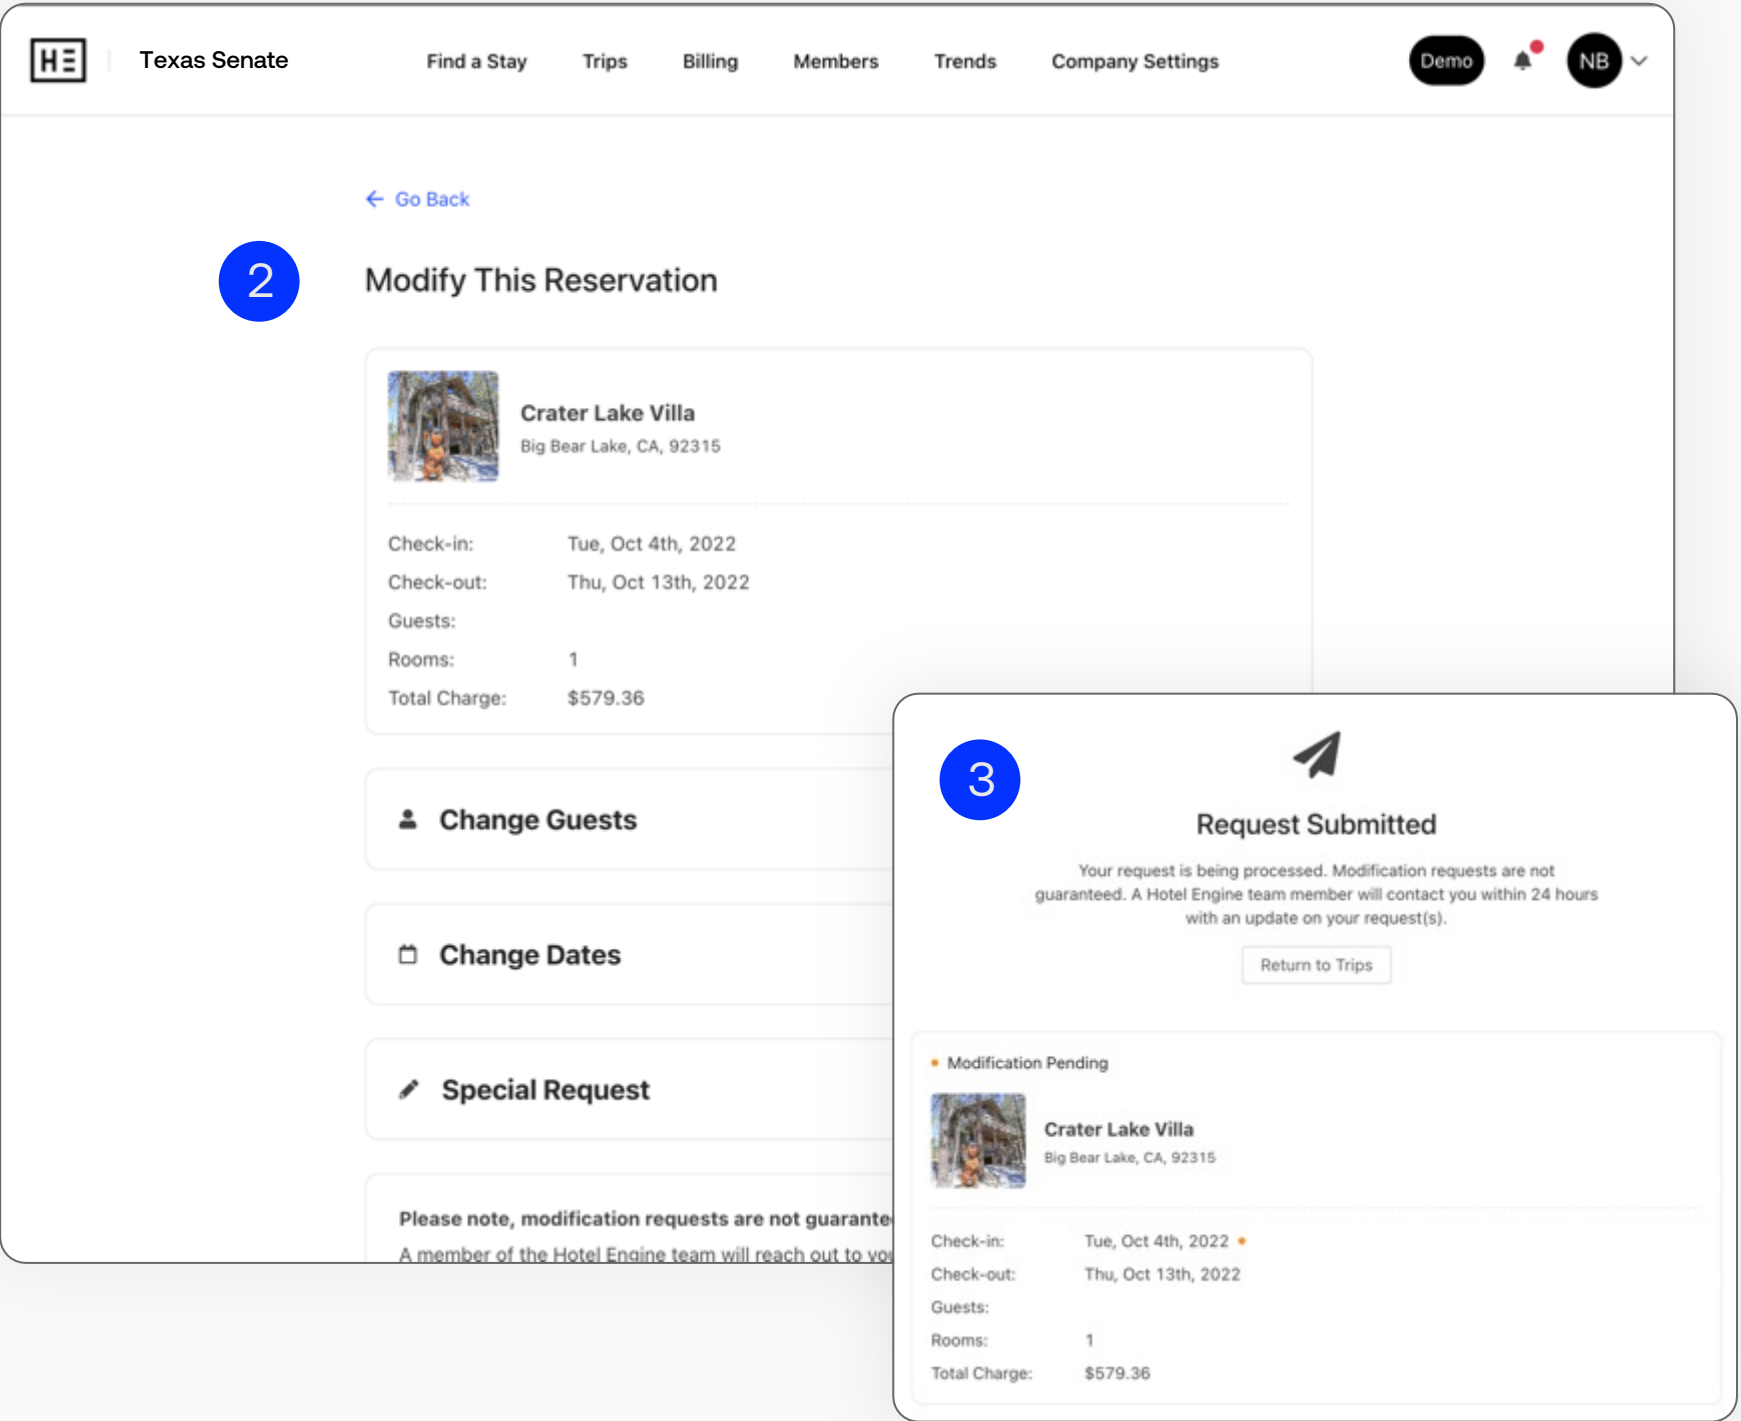 HE
Texas Senate
Find a Stay
Trips
Billing
Members
Trends
Company Settings
Demo
NB
← Go Back
2
Modify This Reservation
Crater Lake Villa
Big Bear Lake, CA, 92315
Check-in: Tue, Oct 4th, 2022
Check-out: Thu, Oct 13th, 2022
Guests:
Rooms: 1
Total Charge: $579.36
Change Guests
Change Dates
Special Request
Please note, modification requests are not guarante
A member of the Hotel Engine team will reach out to you
3
Request Submitted
Your request is being processed. Modification requests are not
guaranteed. A Hotel Engine team member will contact you within 24 hours
with an update on your request(s).
Return to Trips
Modification Pending
Crater Lake Villa
Big Bear Lake, CA, 92315
Check-in: Tue, Oct 4th, 2022
Check-out: Thu, Oct 13th, 2022
Guests:
Rooms: 1
Total Charge: $579.36